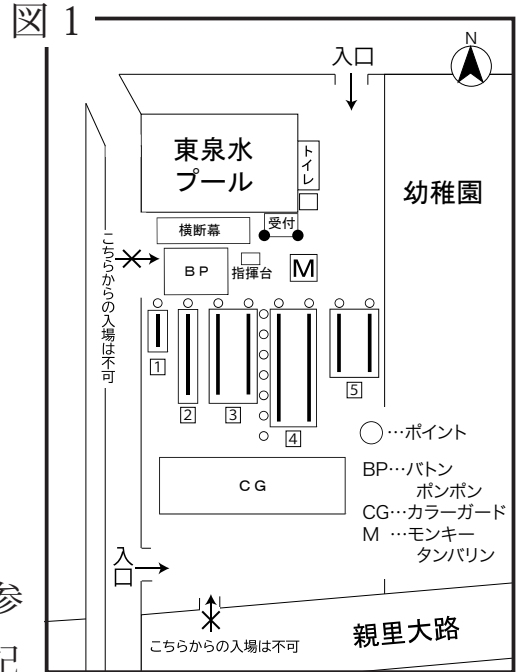 図 1
N
入口
東泉水
プール
トイレ
幼稚園
横断幕
受付
こちらからの入場は不可
BP
指揮台
M
1
2
3
4
5
○…ポイント
BP…バトン
ポンポン
CG…カラーガード
M …モンキー
タンバリン
CG
入口
こちらからの入場は不可
親里大路
参
記